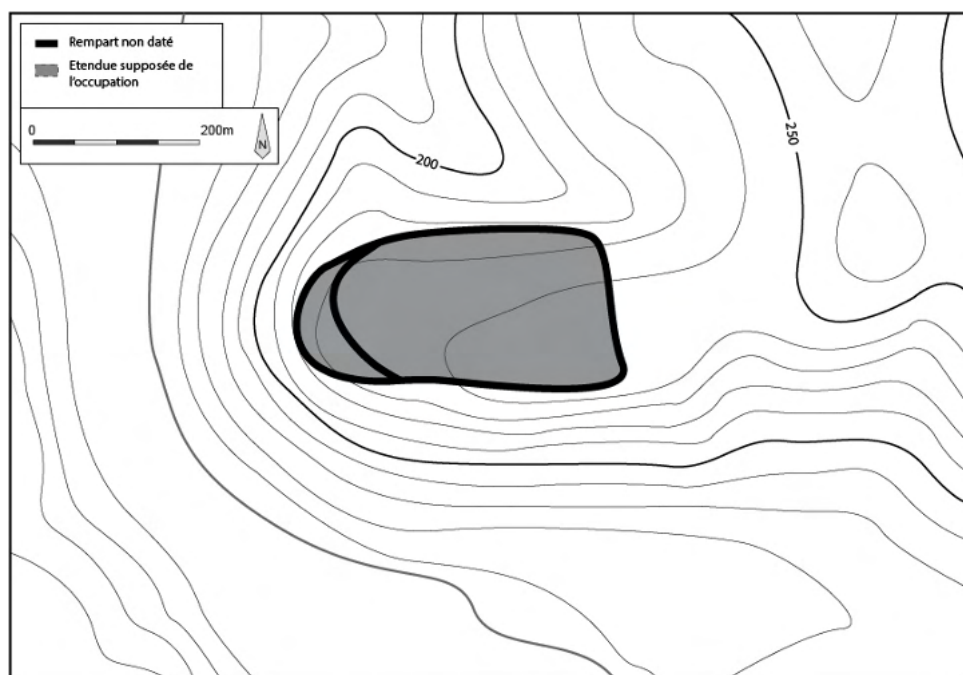 Rempart non daté
Etendue supposée de
l'occupation
0 200m
N
200
250